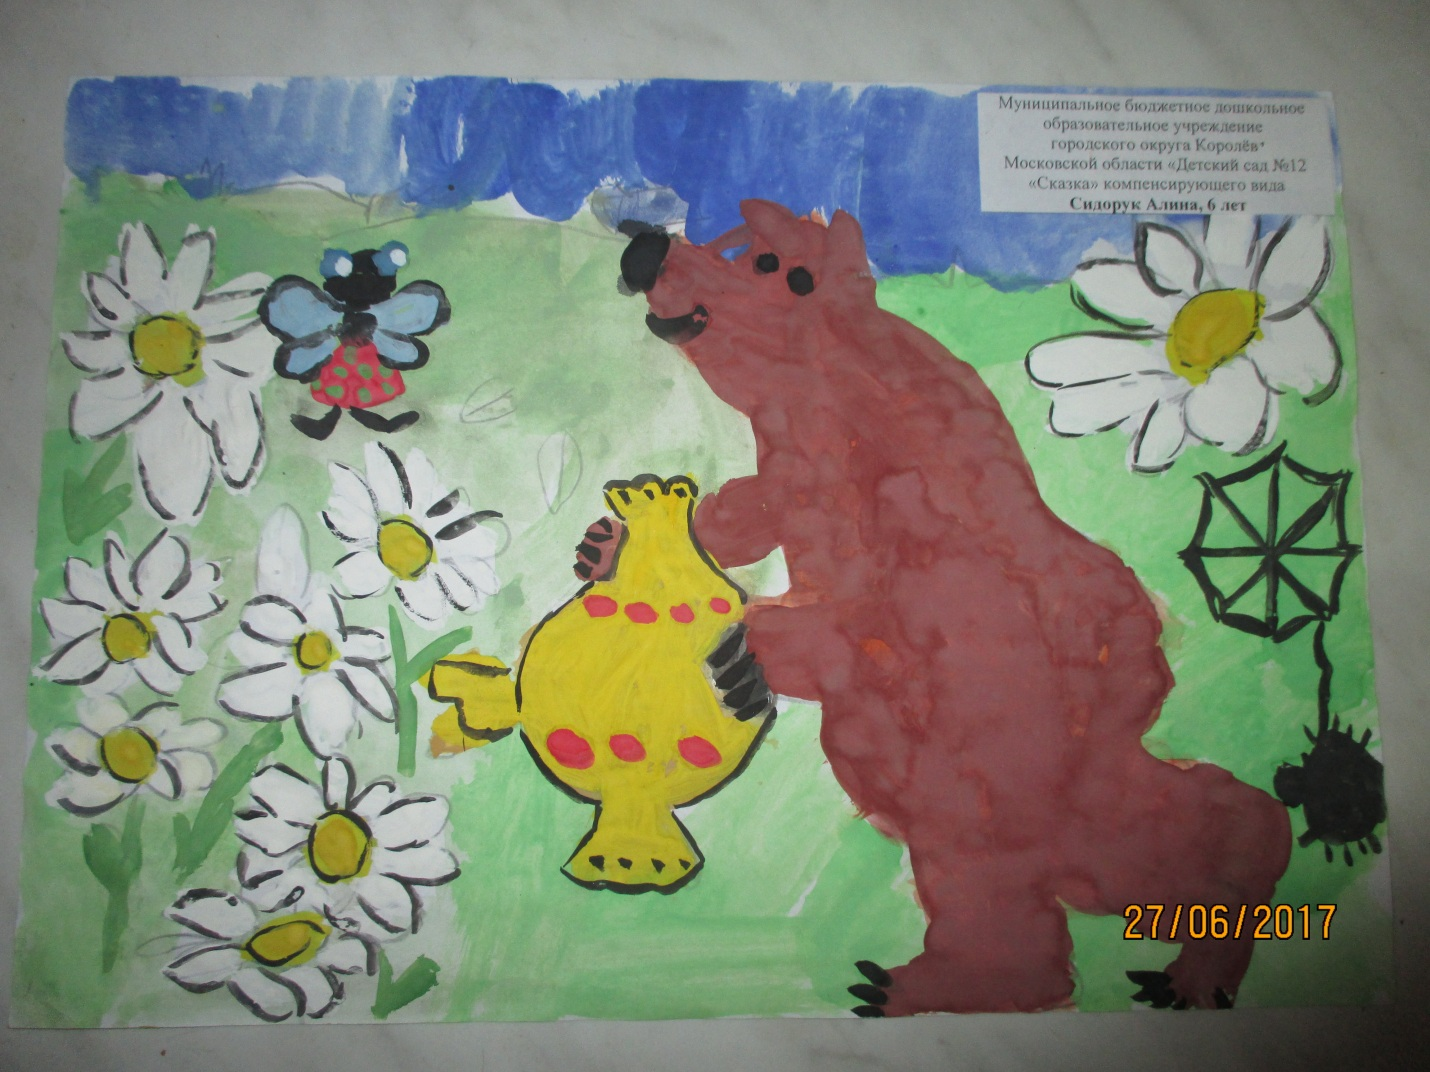 Муниципальное бюджетное дошкольное
образовательное учреждение
городского округа Королёв
Московской области «Детский сад №12
«Сказка» компенсирующего вида
Сидорук Алина, 6 лет
27/06/2017